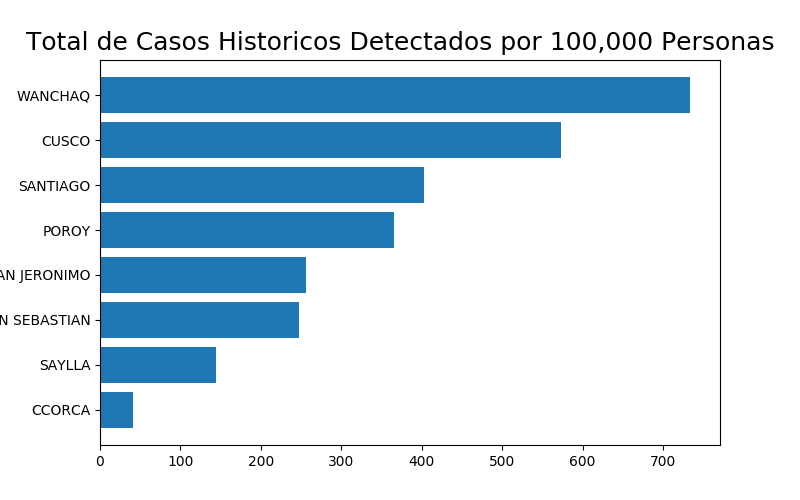 Total de Casos Historicos Detectados por 100,000 Personas
WANCHAQ
CUSCO
SANTIAGO
POROY
AN JERONIMO
N SEBASTIAN
SAYLLA
CCORCA
0 100 200 300 400 500 600 700